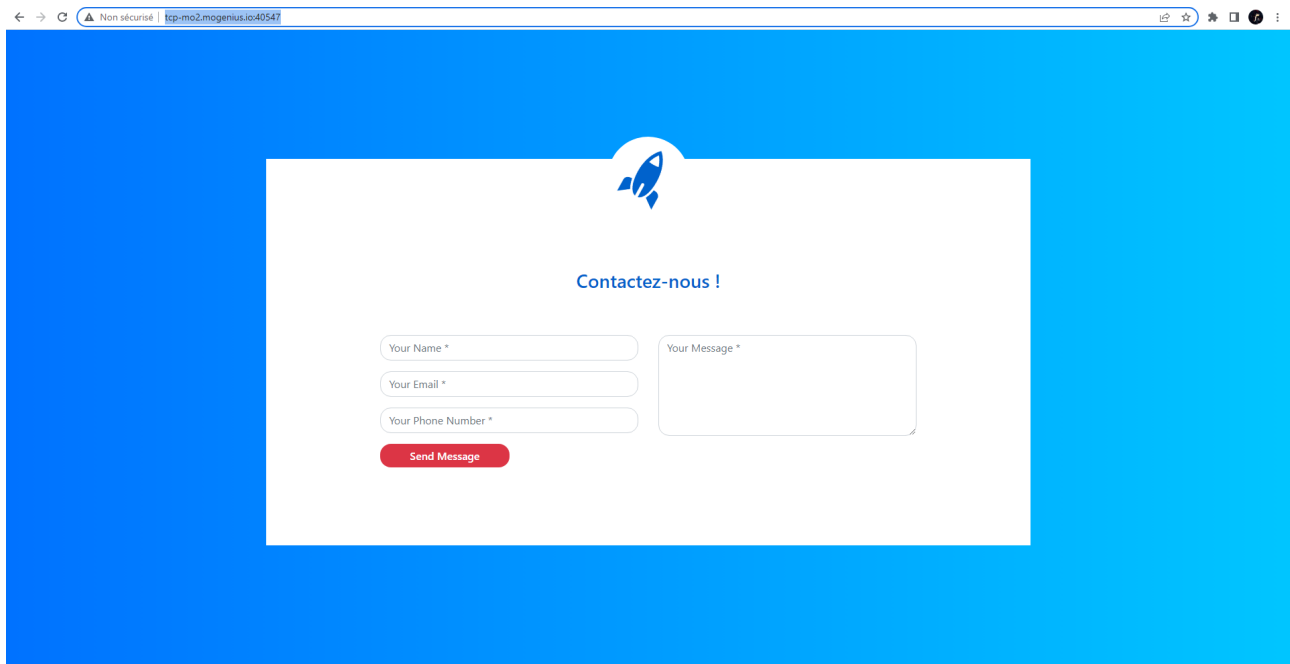 Non sécurisé | tcp-mo2.mogenius.io:40547
Contactez-nous !
Your Name *
Your Email *
Your Phone Number *
Your Message *
Send Message